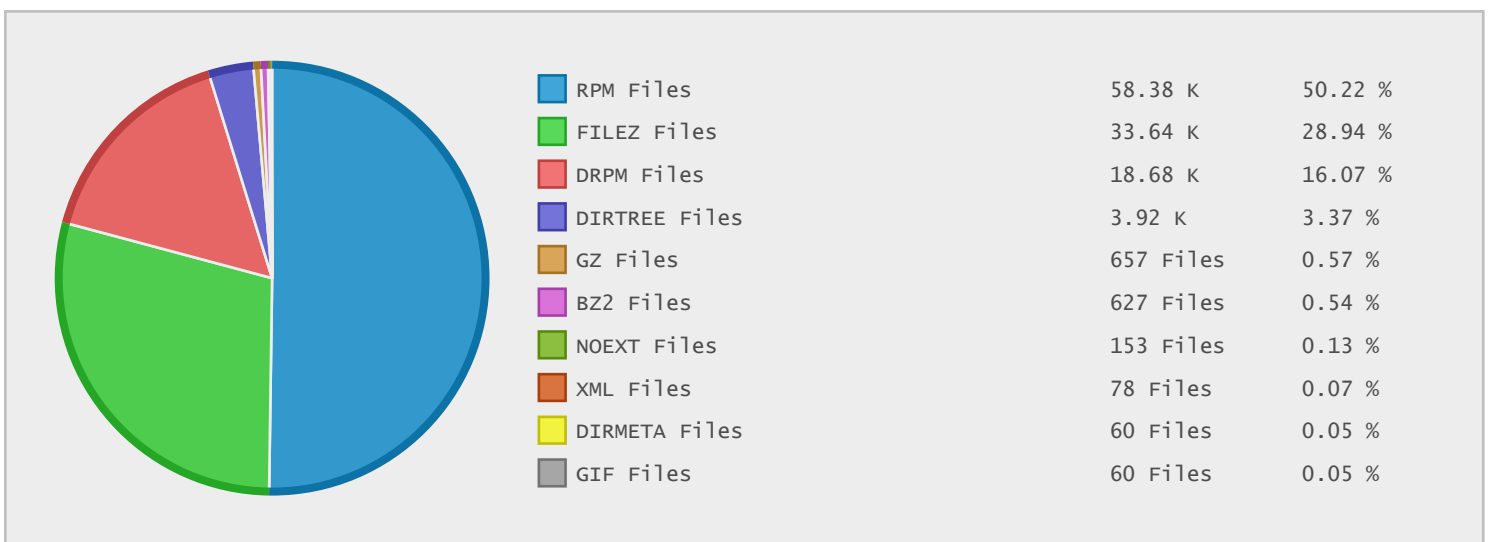 RPM Files 58.38 K 50.22 %
FILEZ Files 33.64 K 28.94 %
DRPM Files 18.68 K 16.07 %
DIRTREE Files 3.92 K 3.37 %
GZ Files 657 Files 0.57 %
BZ2 Files 627 Files 0.54 %
NOEXT Files 153 Files 0.13 %
XML Files 78 Files 0.07 %
DIRMETA Files 60 Files 0.05 %
GIF Files 60 Files 0.05 %